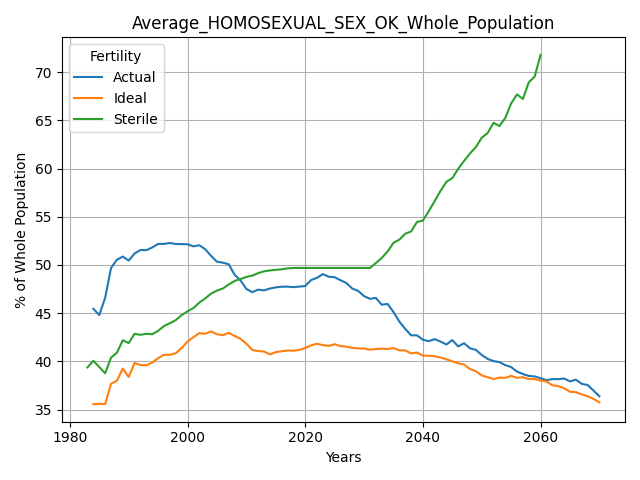 Average_HOMOSEXUAL_SEX_OK_Whole_Population
Fertility
Actual
Ideal
Sterile
% of Whole Population
70
65
60
55
50
45
40
35
1980
2000
2020
2040
2060
Years